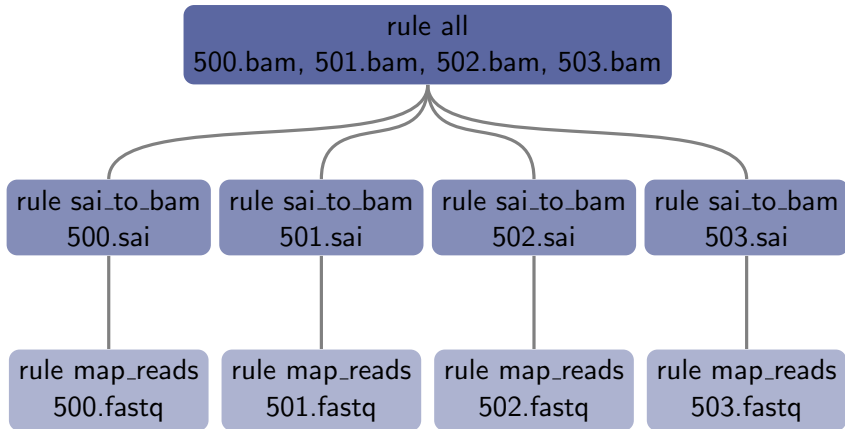 rule all
500.bam, 501.bam, 502.bam, 503.bam
rule sai_to_bam
500.sai
rule sai_to_bam
501.sai
rule sai_to_bam
502.sai
rule sai_to_bam
503.sai
rule map_reads
500.fastq
rule map_reads
501.fastq
rule map_reads
502.fastq
rule map_reads
503.fastq